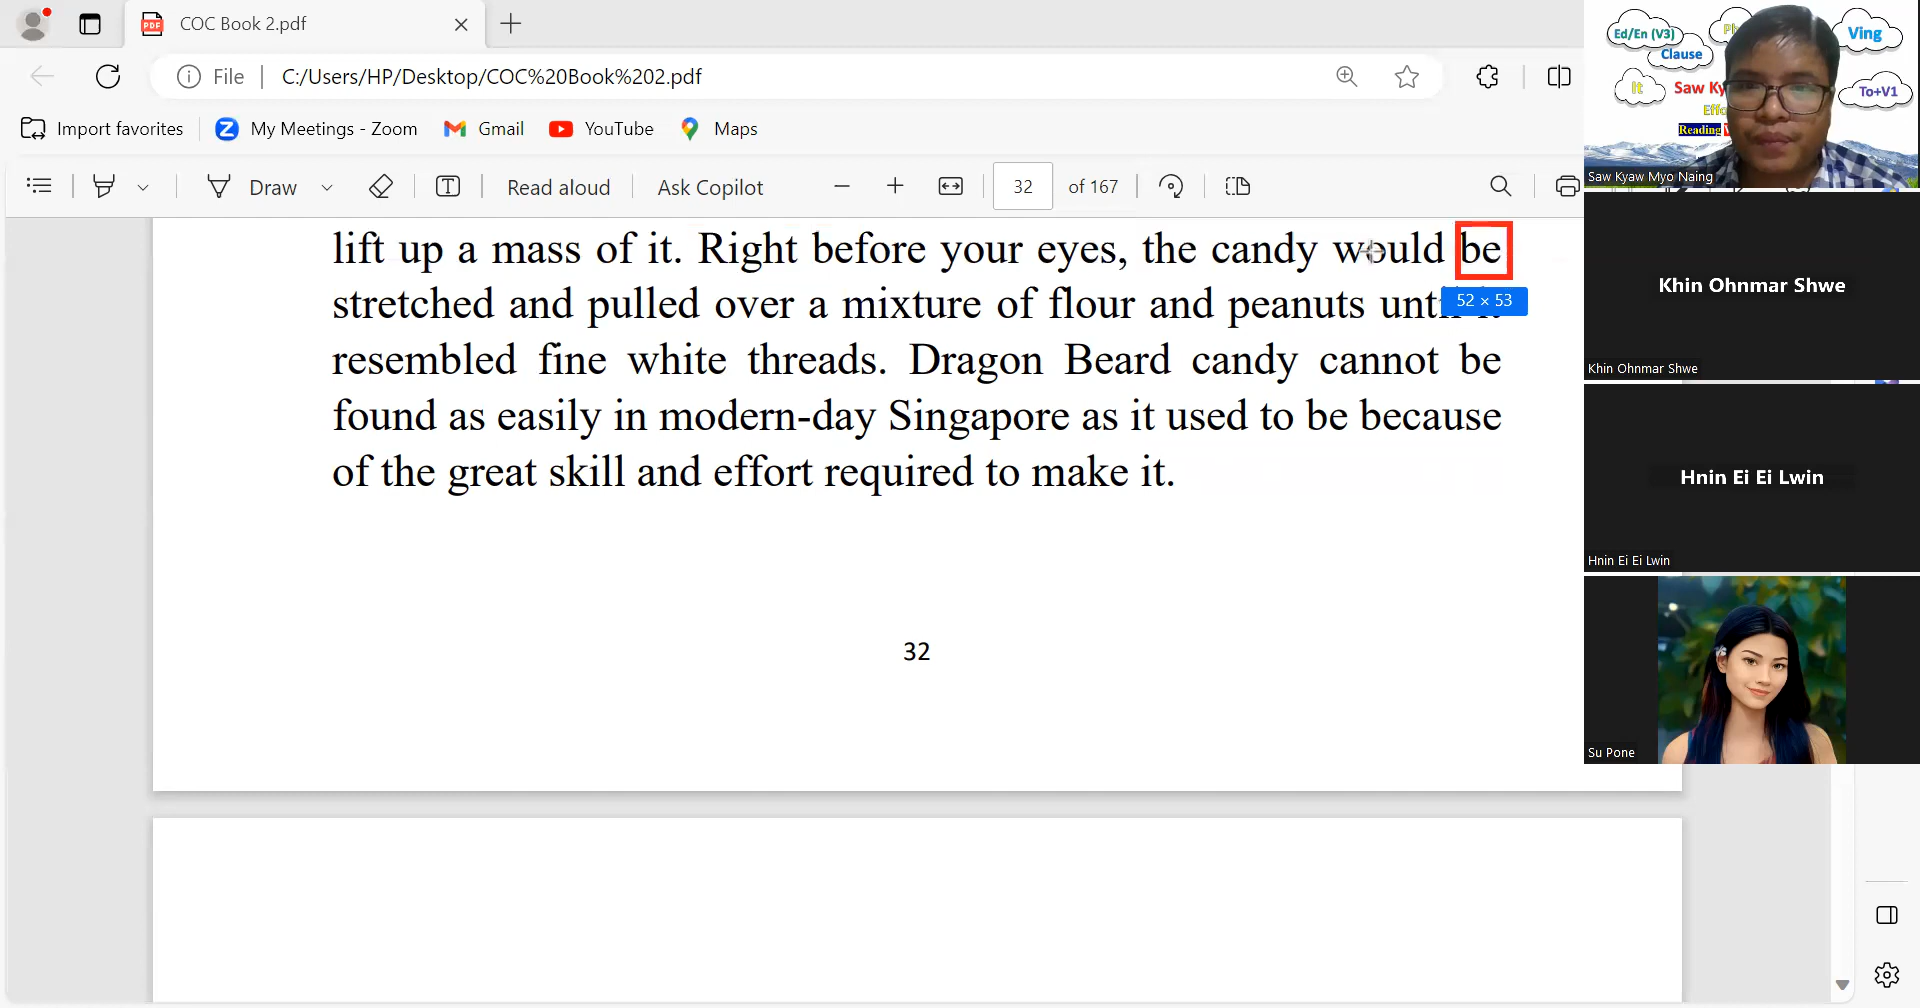 COC Book 2.pdf
File
C:/Users/HP/Desktop/COC%20Book%202.pdf
Import favorites
My Meetings - Zoom
Gmail
YouTube
Maps
Draw
Read aloud
Ask Copilot
32
of 167
lift up a mass of it. Right before your eyes, the candy would be
stretched and pulled over a mixture of flour and peanuts
52 × 53
resembled fine white threads. Dragon Beard candy cannot be
found as easily in modern-day Singapore as it used to be because
of the great skill and effort required to make it.
32
Ed/En (V3)
Ving
Clause
It
Saw Ky
To+V1
Effo
Reading
Saw Kyaw Myo Naing
Khin Ohnmar Shwe
Khin Ohnmar Shwe
Hnin Ei Ei Lwin
Hnin Ei Ei Lwin
Su Pone